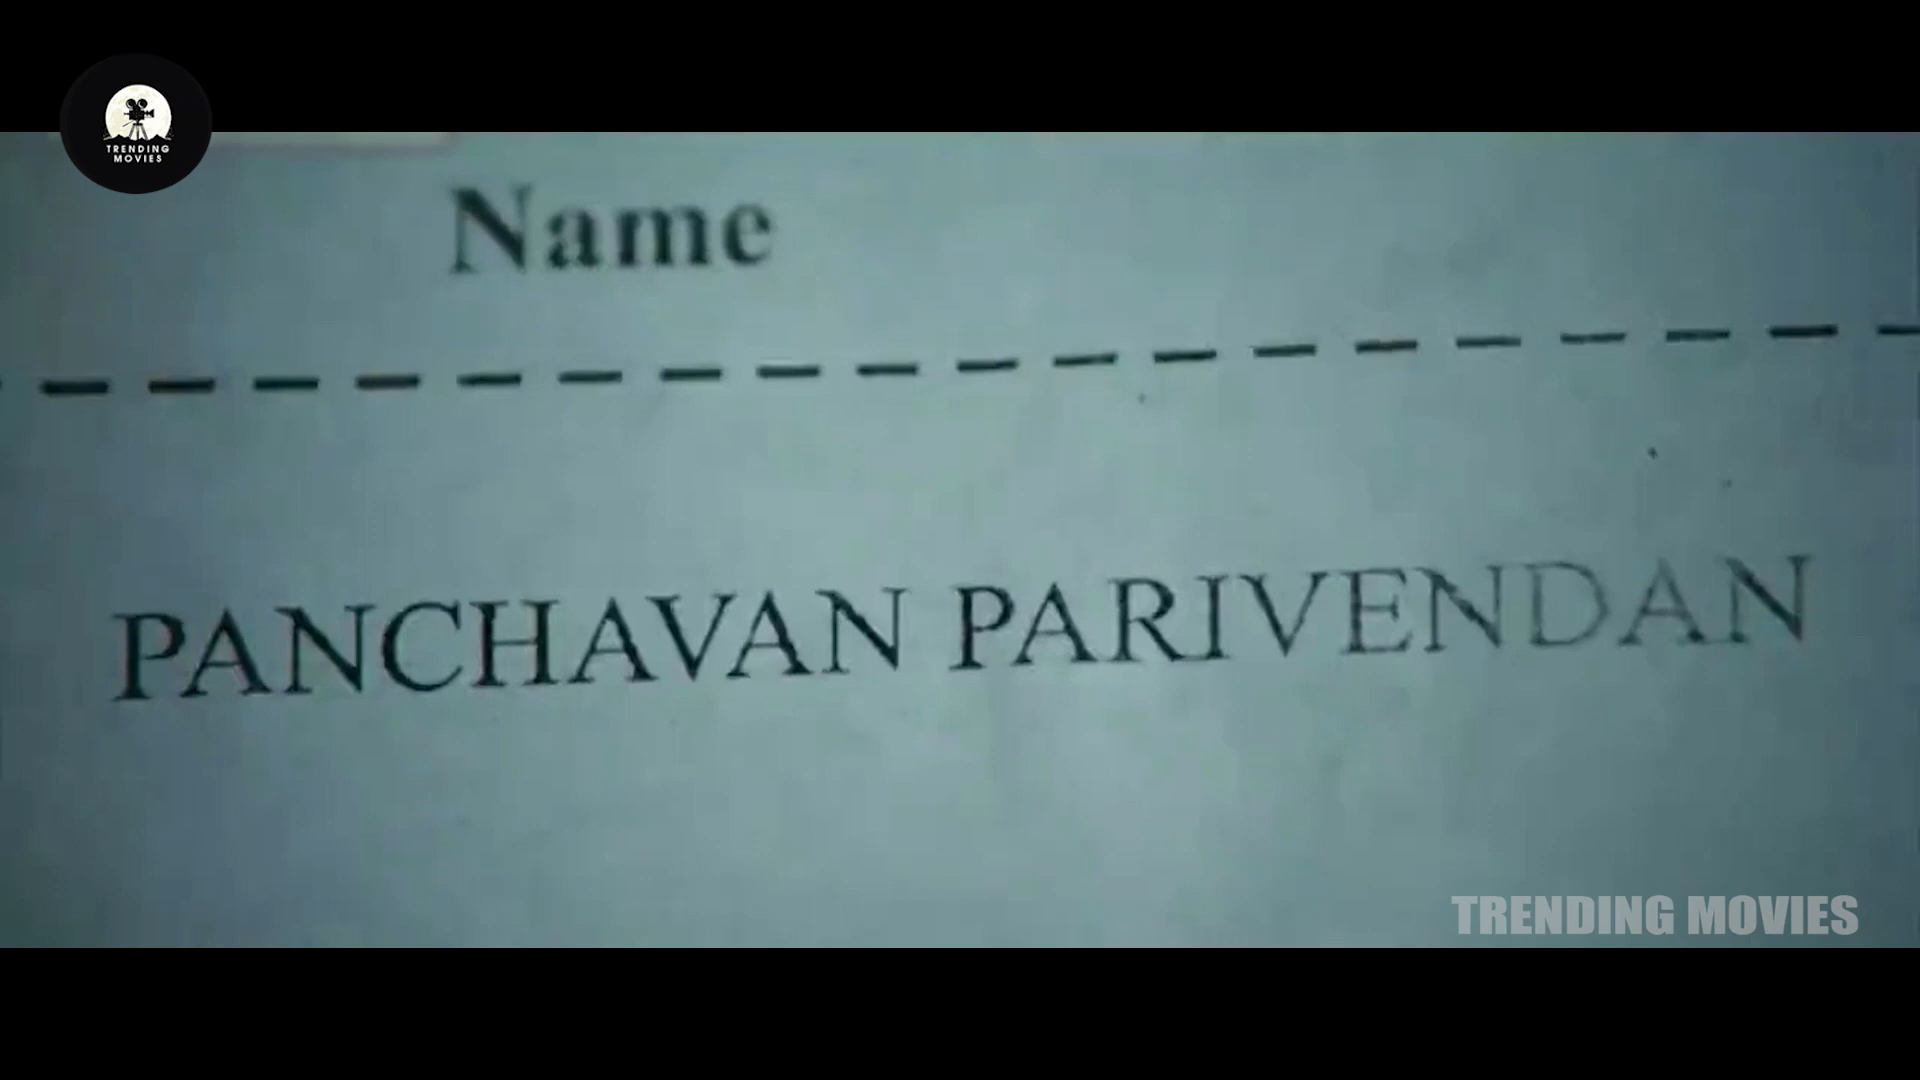 TRENDING
MOVIES
Name
PANCHAVAN PARIVENDAN
TRENDING MOVIES